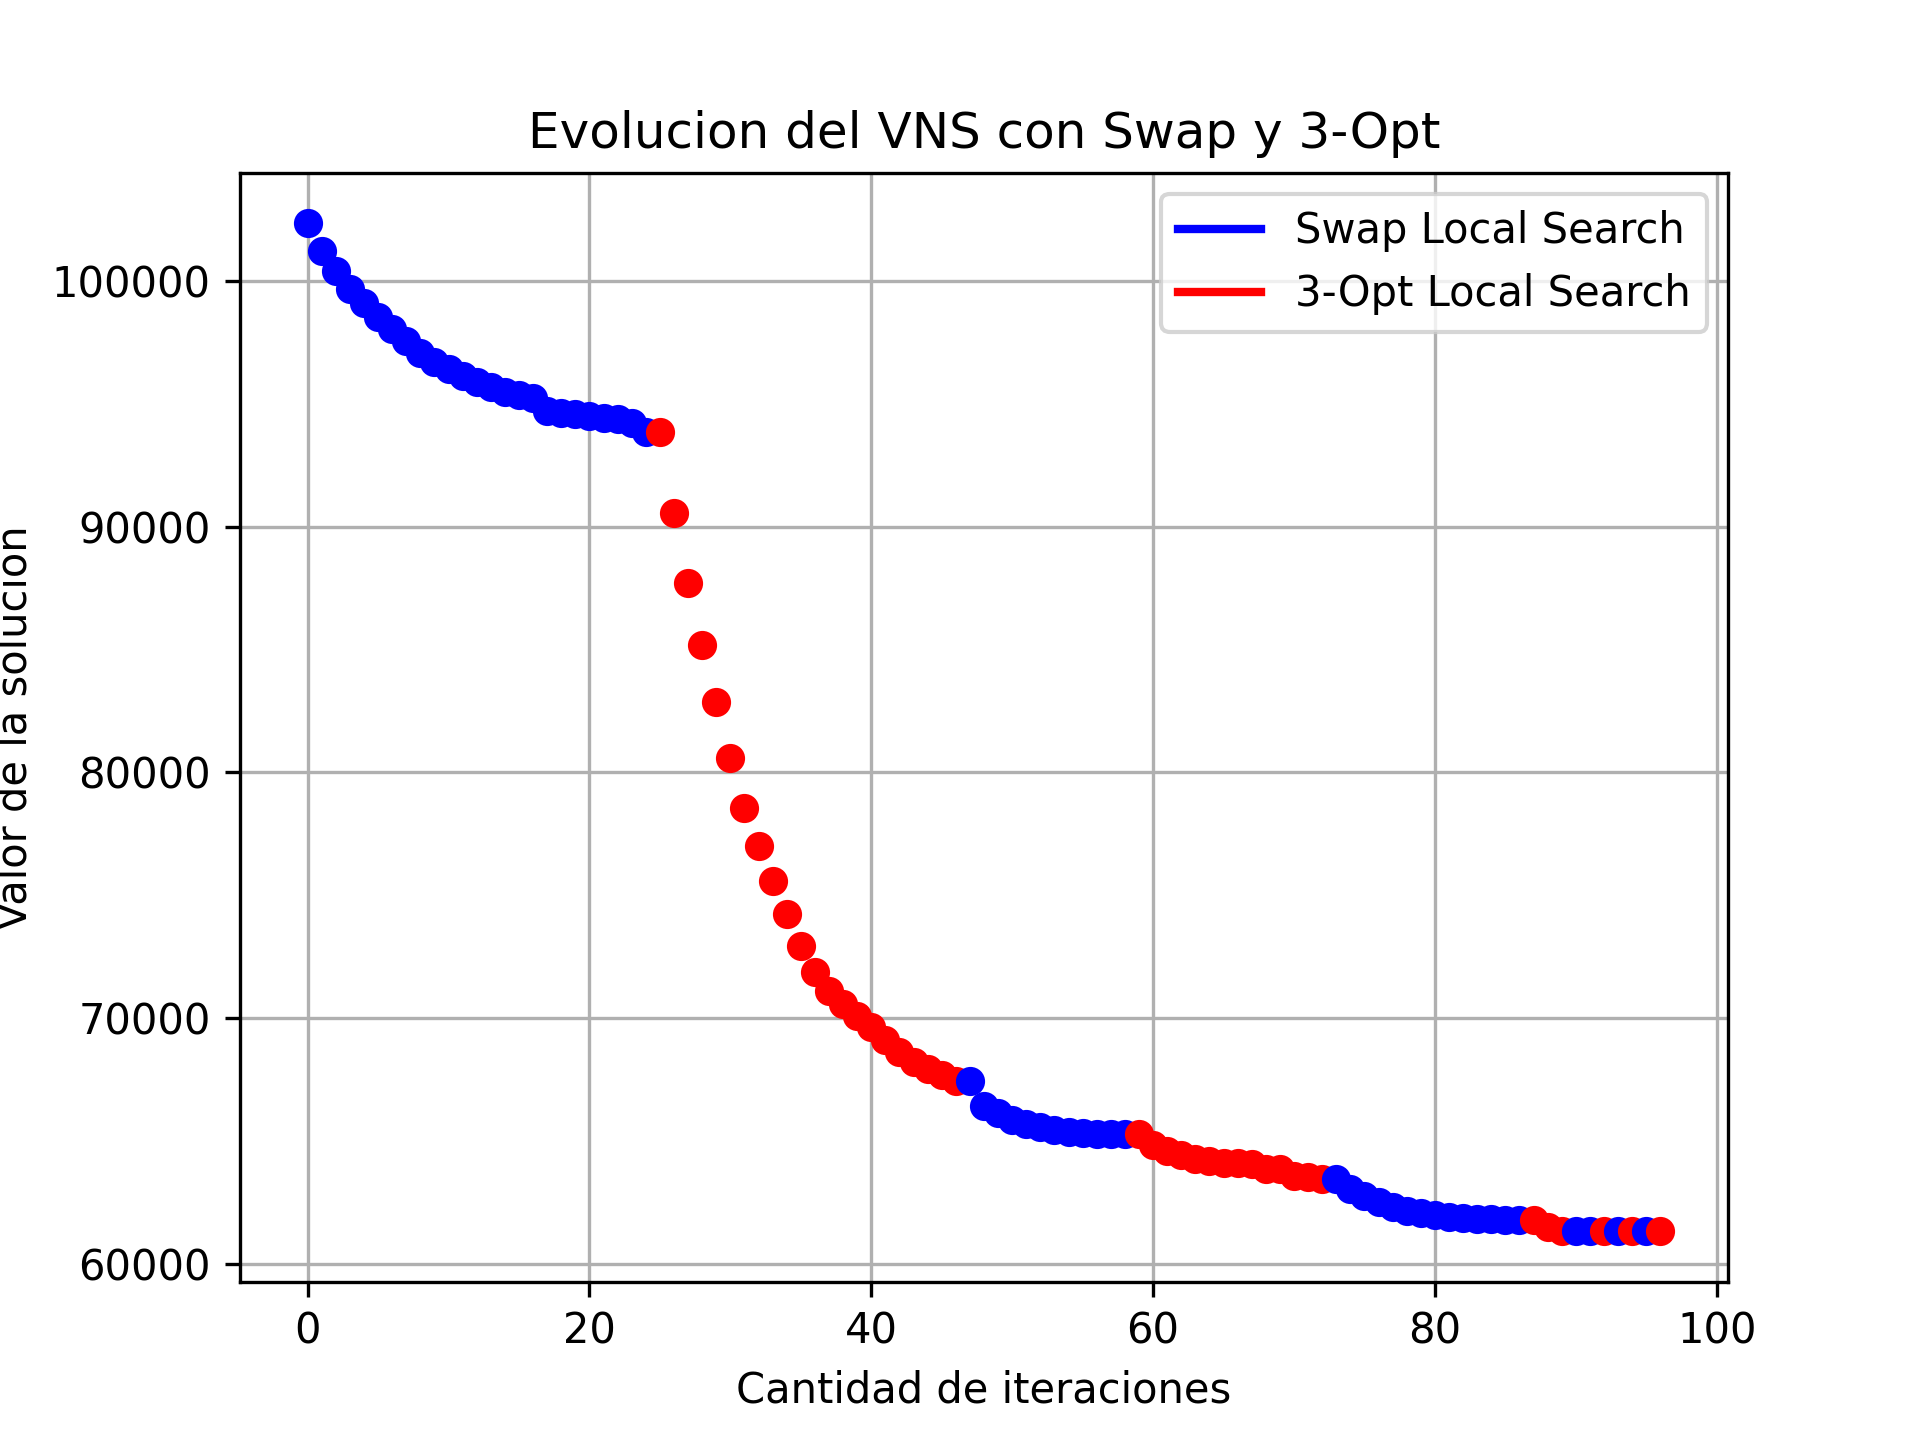 Evolucion del VNS con Swap y 3-Opt
Swap Local Search
3-Opt Local Search
Valor de la solucion
100000
90000
80000
70000
60000
0 20 40 60 80 100
Cantidad de iteraciones